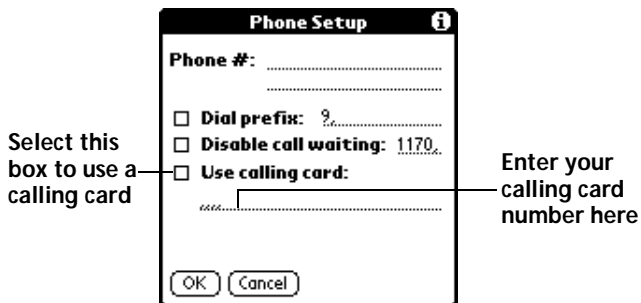 Phone Setup i
Phone #:
Dial prefix: 9,
Disable call waiting: 1170,
Use calling card:
,,,,
OK Cancel
Select this
box to use a
calling card
Enter your
calling card
number here